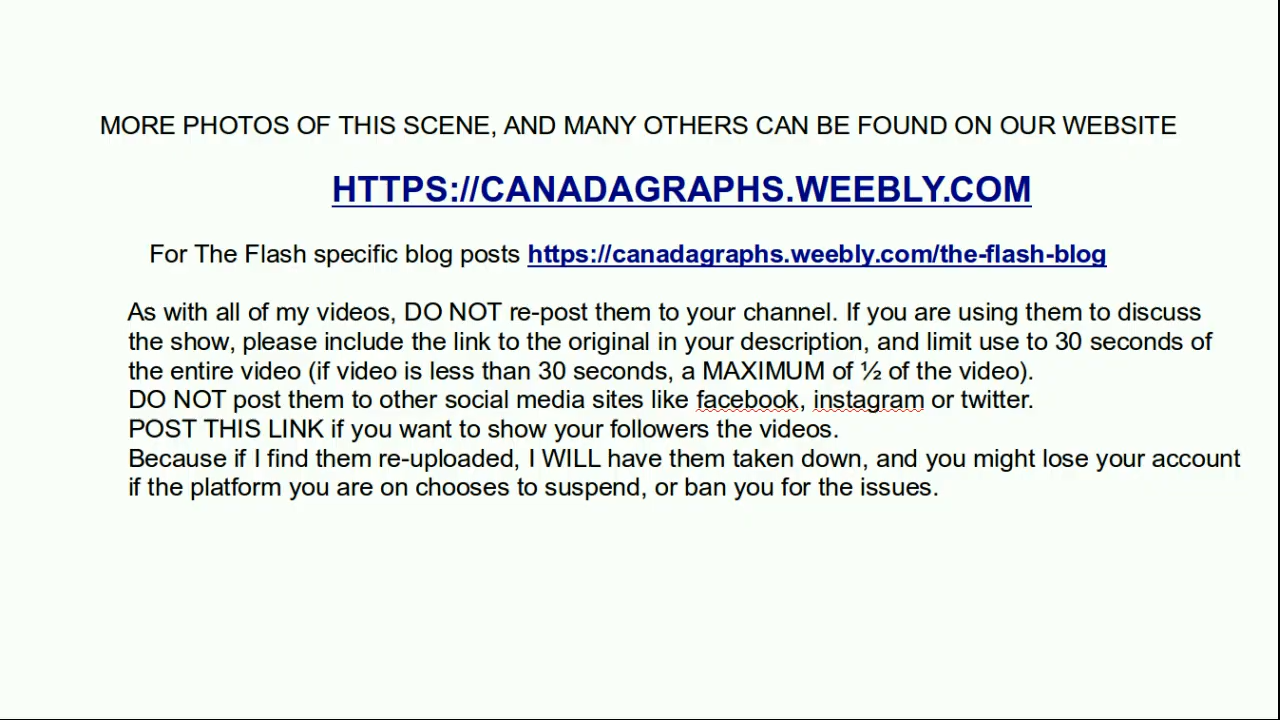 MORE PHOTOS OF THIS SCENE, AND MANY OTHERS CAN BE FOUND ON OUR WEBSITE
HTTPS://CANADAGRAPHS.WEEBLY.COM
For The Flash specific blog posts https://canadagraphs.weebly.com/the-flash-blog
As with all of my videos, DO NOT re-post them to your channel. If you are using them to discuss
the show, please include the link to the original in your description, and limit use to 30 seconds of
the entire video (if video is less than 30 seconds, a MAXIMUM of ½ of the video).
DO NOT post them to other social media sites like facebook, instagram or twitter.
POST THIS LINK if you want to show your followers the videos.
Because if I find them re-uploaded, I WILL have them taken down, and you might lose your account
if the platform you are on chooses to suspend, or ban you for the issues.